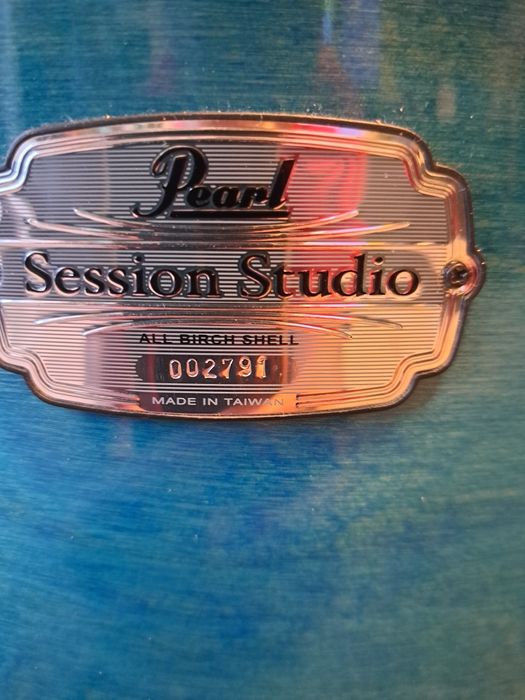 Pearl
Session Studio
ALL BIRCH SHELL
002791
MADE IN TAIWAN